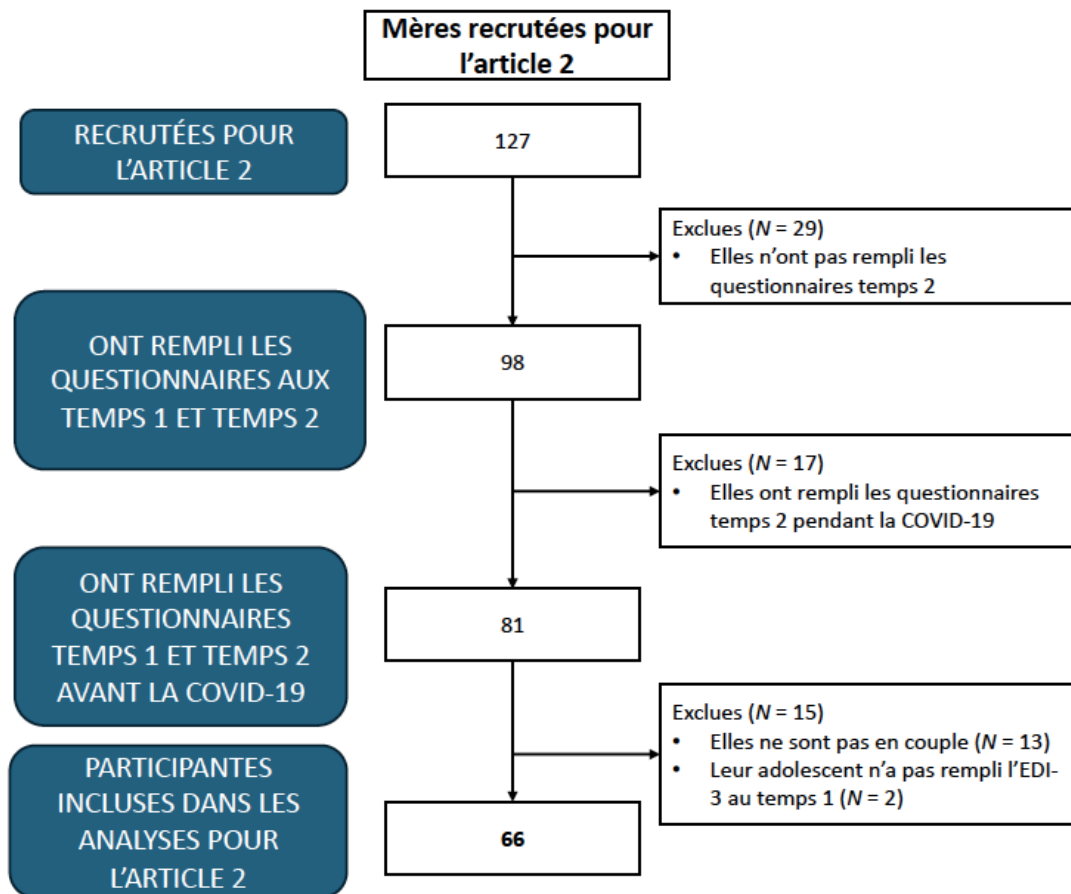 Mères recrutées pour
l’article 2
RECRUTÉES POUR
L’ARTICLE 2
127
Exclues (N = 29)
• Elles n’ont pas rempli les
questionnaires temps 2
ONT REMPLI LES
QUESTIONNAIRES AUX
TEMPS 1 ET TEMPS 2
98
Exclues (N = 17)
• Elles ont rempli les questionnaires
temps 2 pendant la COVID-19
ONT REMPLI LES
QUESTIONNAIRES
TEMPS 1 ET TEMPS 2
AVANT LA COVID-19
81
Exclues (N = 15)
• Elles ne sont pas en couple (N = 13)
• Leur adolescent n’a pas rempli l’EDI-
3 au temps 1 (N = 2)
PARTICIPANTES
INCLUSES DANS LES
ANALYSES POUR
L’ARTICLE 2
66